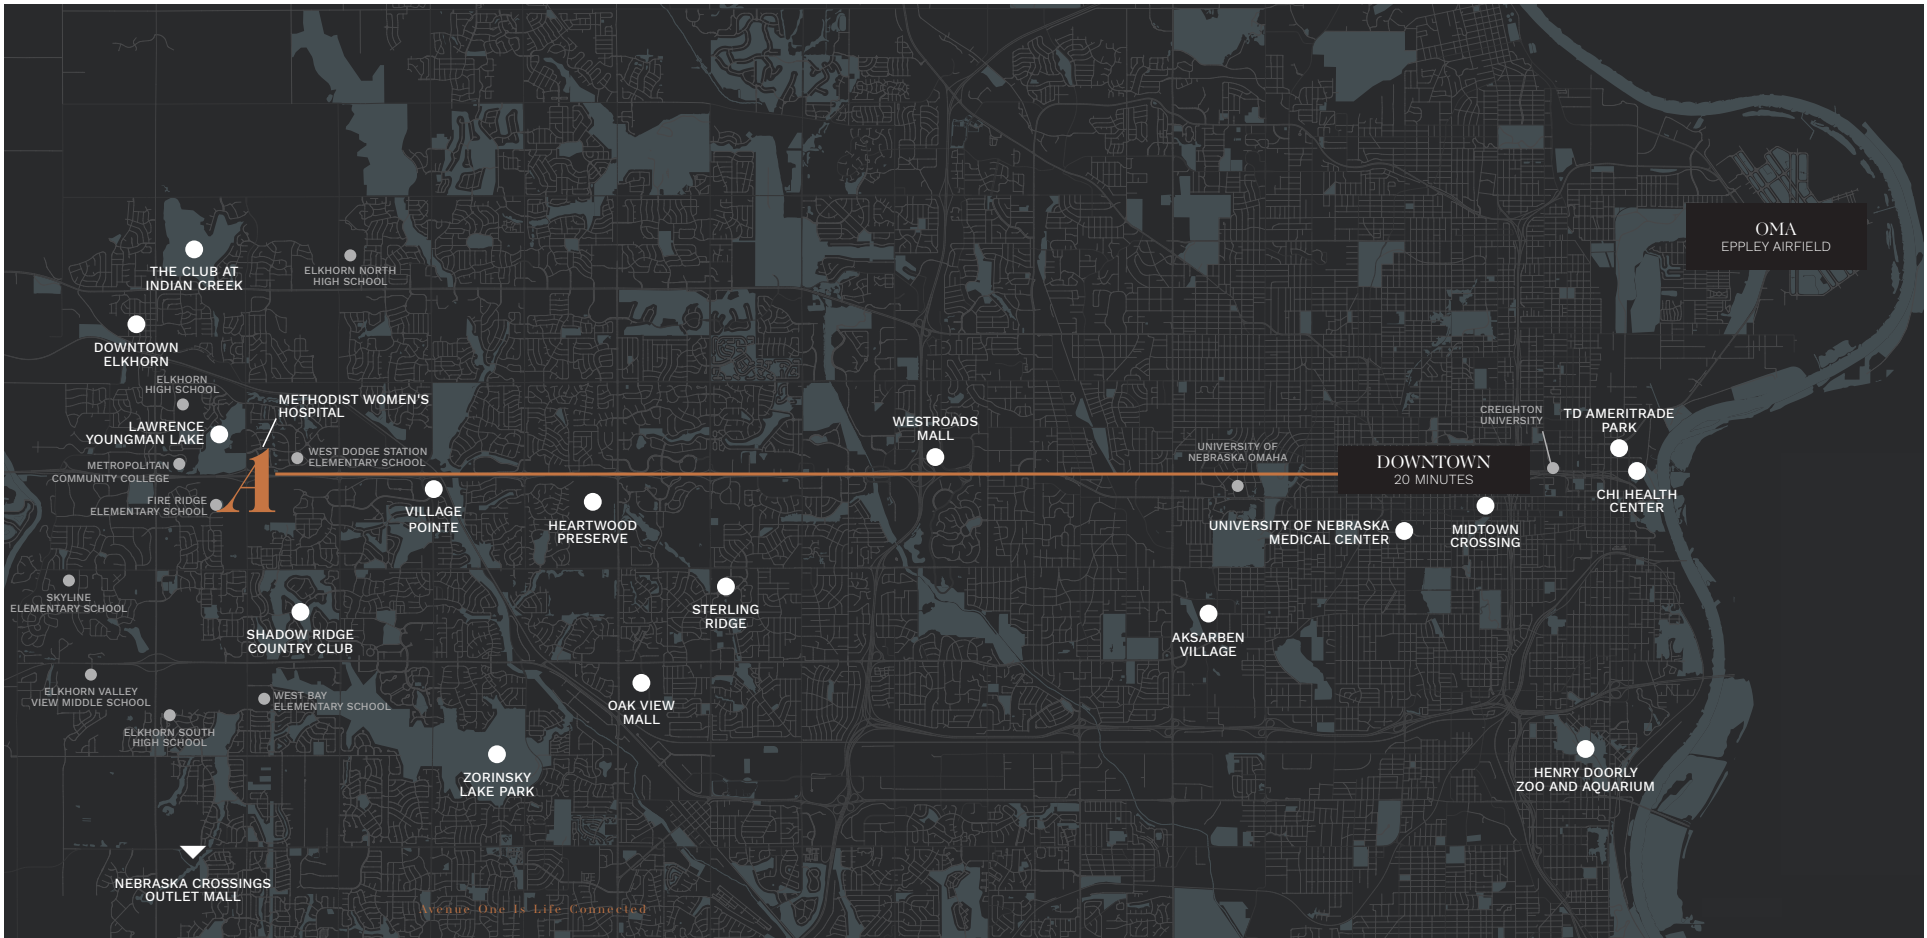 OMA
EPPLEY AIRFIELD
THE CLUB AT
INDIAN CREEK
ELKHORN NORTH
HIGH SCHOOL
DOWNTOWN
ELKHORN
ELKHORN
HIGH SCHOOL
METHODIST WOMEN'S
HOSPITAL
LAWRENCE
YOUNGMAN LAKE
METROPOLITAN
COMMUNITY COLLEGE
WEST DODGE STATION
ELEMENTARY SCHOOL
FIRE RIDGE
ELEMENTARY SCHOOL
A
VILLAGE
POINTE
HEARTWOOD
PRESERVE
WESTROADS
MALL
UNIVERSITY OF
NEBRASKA OMAHA
DOWNTOWN
20 MINUTES
CREIGHTON
UNIVERSITY
TD AMERITRADE
PARK
CHI HEALTH
CENTER
UNIVERSITY OF NEBRASKA
MEDICAL CENTER
MIDTOWN
CROSSING
SKYLINE
ELEMENTARY SCHOOL
SHADOW RIDGE
COUNTRY CLUB
STERLING
RIDGE
AKSARBEN
VILLAGE
ELKHORN VALLEY
VIEW MIDDLE SCHOOL
WEST BAY
ELEMENTARY SCHOOL
ELKHORN SOUTH
HIGH SCHOOL
OAK VIEW
MALL
ZORINSKY
LAKE PARK
HENRY DOORLY
ZOO AND AQUARIUM
NEBRASKA CROSSINGS
OUTLET MALL
Avenue One Is Life Connected